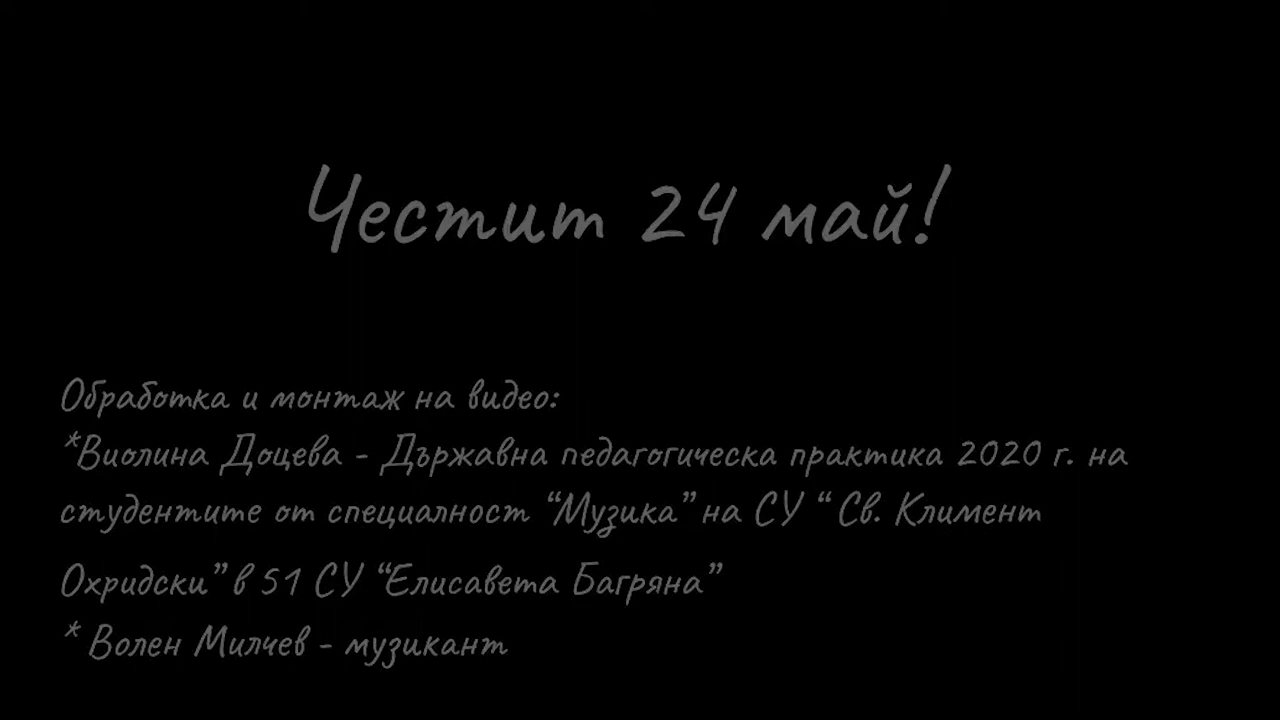 Честит 24 май!
Обработка и монтаж на видео:
*Виолина Доцева - Държавна педагогическа практика 2020 г. на
студентите от специалност “Музика” на СУ “ Св. Климент
Охридски” в 51 СУ “Елисавета Багряна”
* Волен Милчев - музикант